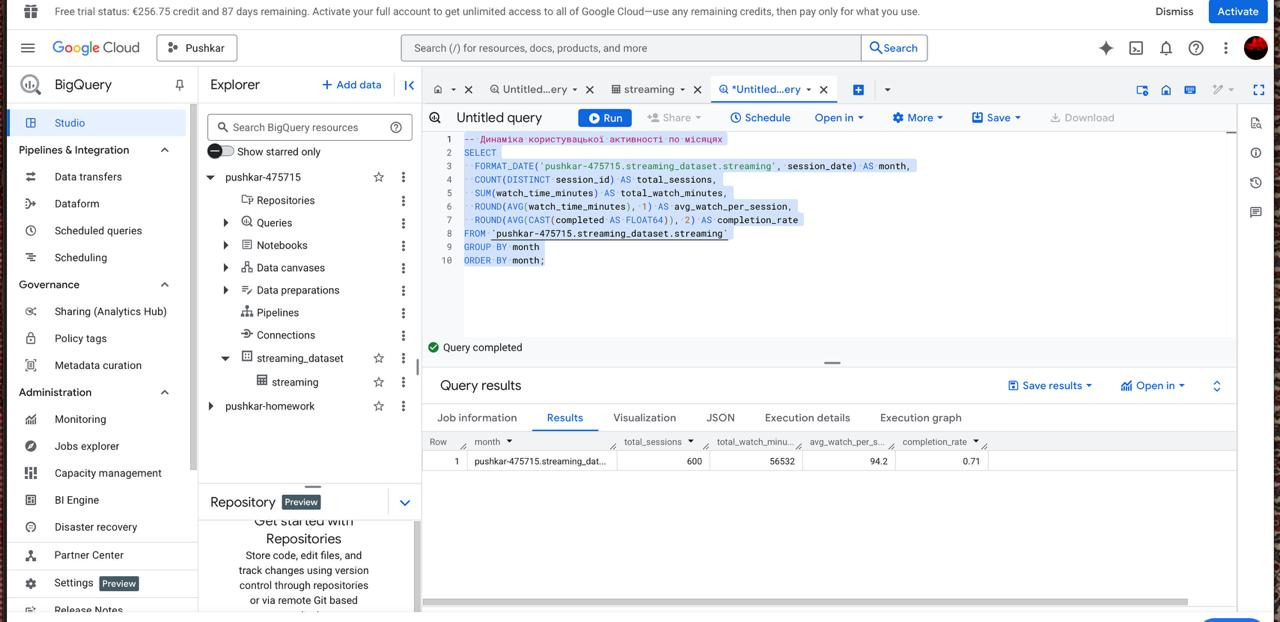 Free trial status: €256.75 credit and 87 days remaining. Activate your full account to get unlimited access to all of Google Cloud—use any remaining credits, then pay only for what you use.
Dismiss
Activate
Google Cloud
Pushkar
Search (/) for resources, docs, products, and more
Search
BigQuery
Studio
Pipelines & Integration
Data transfers
Dataform
Scheduled queries
Scheduling
Governance
Sharing (Analytics Hub)
Policy tags
Metadata curation
Administration
Monitoring
Jobs explorer
Capacity management
BI Engine
Disaster recovery
Partner Center
Settings Preview
Release Notes
Explorer
+ Add data
Search BigQuery resources
Show starred only
pushkar-475715
Repositories
Queries
Notebooks
Data canvases
Data preparations
Pipelines
Connections
streaming_dataset
streaming
pushkar-homework
Repository Preview
Get started with
Repositories
Store code, edit files, and
track changes using version
control through repositories
or via remote Git based
Untitled...ery
streaming
*Untitled...ery
Untitled query
Run
Share
Schedule
Open in
More
Save
Download
1 -- Динаміка користувацької активності по місяцях
2 SELECT
3 FORMAT_DATE('pushkar-475715.streaming_dataset.streaming', session_date) AS month,
4 COUNT(DISTINCT session_id) AS total_sessions,
5 SUM(watch_time_minutes) AS total_watch_minutes,
6 ROUND(AVG(watch_time_minutes), 1) AS avg_watch_per_session,
7 ROUND(AVG(CAST(completed AS FLOAT64)), 2) AS completion_rate
8 FROM `pushkar-475715.streaming_dataset.streaming`
9 GROUP BY month
10 ORDER BY month;
Query completed
Query results
Save results
Open in
Job information
Results
Visualization
JSON
Execution details
Execution graph
Row month total_sessions total_watch_minu... avg_watch_per_s... completion_rate
1 pushkar-475715.streaming_dat... 600 56532 94.2 0.71